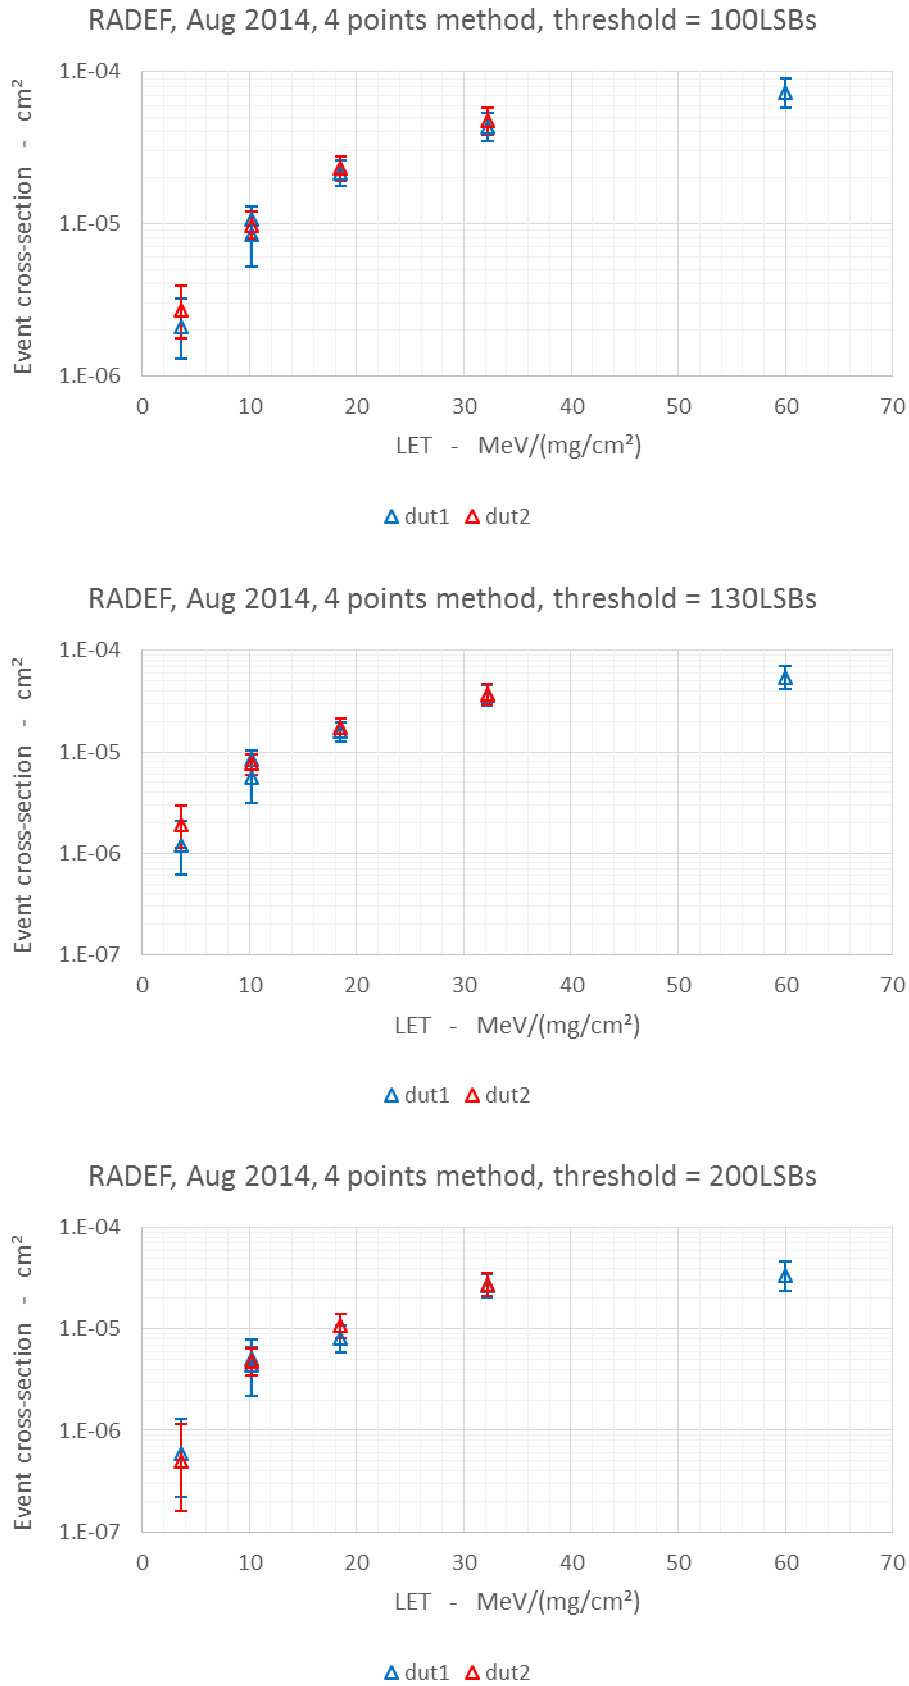 RADEF, Aug 2014, 4 points method, threshold = 100LSBs
Event cross-section - cm²
1.E-04
1.E-05
1.E-06
0 10 20 30 40 50 60 70
LET - MeV/(mg/cm²)
dut1 dut2
RADEF, Aug 2014, 4 points method, threshold = 130LSBs
Event cross-section - cm²
1.E-04
1.E-05
1.E-06
1.E-07
0 10 20 30 40 50 60 70
LET - MeV/(mg/cm²)
dut1 dut2
RADEF, Aug 2014, 4 points method, threshold = 200LSBs
Event cross-section - cm²
1.E-04
1.E-05
1.E-06
1.E-07
0 10 20 30 40 50 60 70
LET - MeV/(mg/cm²)
dut1 dut2